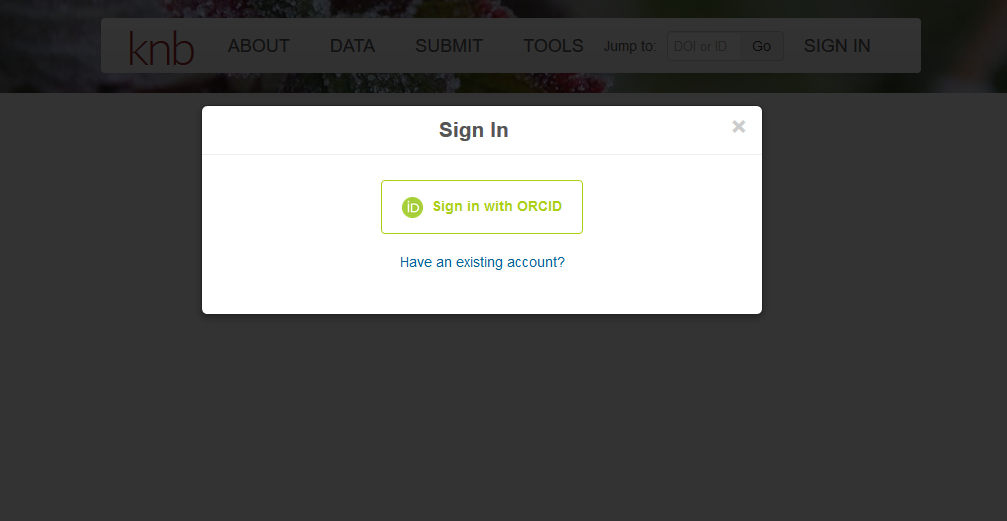 knb ABOUT DATA SUBMIT TOOLS Jump to: DOI or ID Go SIGN IN
Sign In ×
iD Sign in with ORCID
Have an existing account?